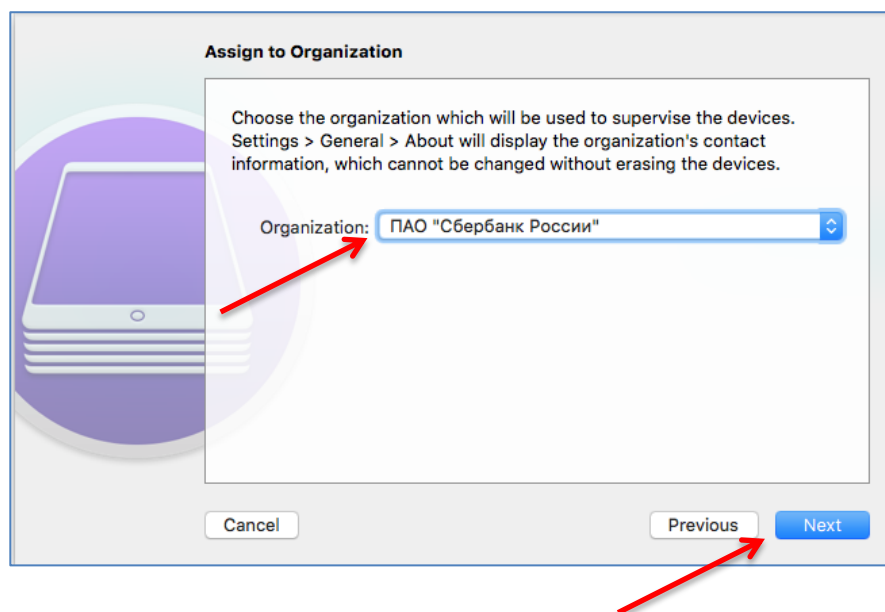 Assign to Organization
Choose the organization which will be used to supervise the devices.
Settings > General > About will display the organization's contact
information, which cannot be changed without erasing the devices.
Organization: ПАО "Сбербанк России"
Cancel Previous Next